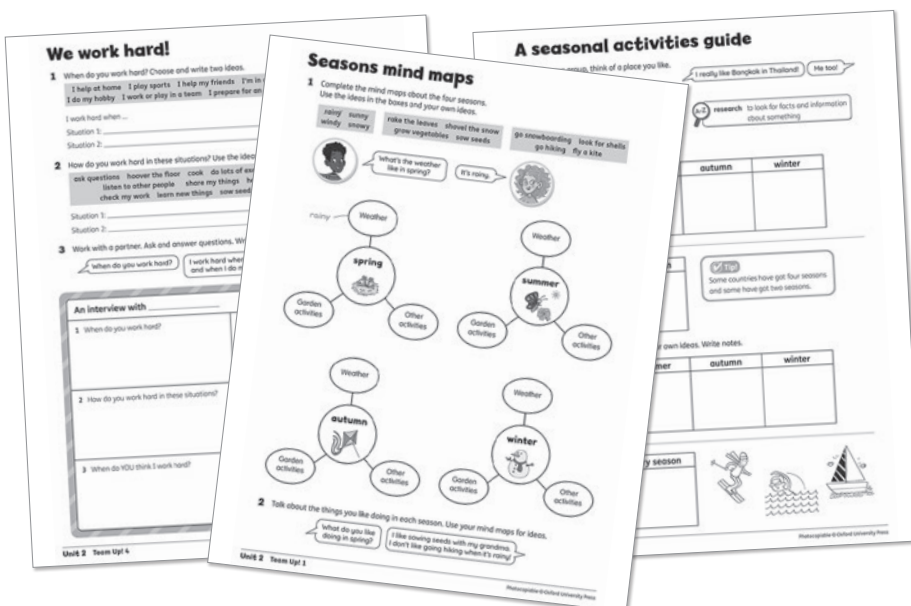 We work hard!
1 When do you work hard? Choose and write two ideas.
I help at home I play sports I help my friends I'm in
I do my hobby I work or play in a team I prepare for an
I work hard when ...
Situation 1:
Situation 2:
2 How do you work hard in these situations? Use the idea
ask questions hoover the floor cook do lots of
listen to other people share my things
check my work learn new things sow seed
Situation 1:
Situation 2:
3 Work with a partner. Ask and answer questions.
When do you work hard?
I work hard when
and when I do
An interview with
1 When do you work hard?
2 How do you work hard in these situations?
3 When do YOU think I work hard?
Unit 2 Team Up! 4
Seasons mind maps
1 Complete the mind maps about the four seasons.
Use the ideas in the boxes and your own ideas.
rainy sunny
windy snowy
rake the leaves shovel the snow
grow vegetables sow seeds
go snowboarding look for shells
go hiking fly a kite
What's the weather
like in spring?
It's rainy.
rainy
Weather
spring
Garden
activities
Other
activities
Weather
summer
Garden
activities
Other
activities
Weather
autumn
Garden
activities
Other
activities
Weather
winter
Garden
activities
Other
activities
2 Talk about the things you like doing in each season. Use your mind maps for ideas.
What do you like
doing in spring?
I like sowing seeds with my grandma.
I don't like going hiking when it's rainy!
Unit 2 Team Up! 1
Photocopiable © Oxford University Press
A seasonal activities guide
group, think of a place you like.
I really like Bangkok in Thailand!
Me too!
A-Z
research to look for facts and information
about something
autumn winter
Tip!
Some countries have got four seasons
and some have got two seasons.
own ideas. Write notes.
mer autumn winter
y season
Photocopiable © Oxford University Press